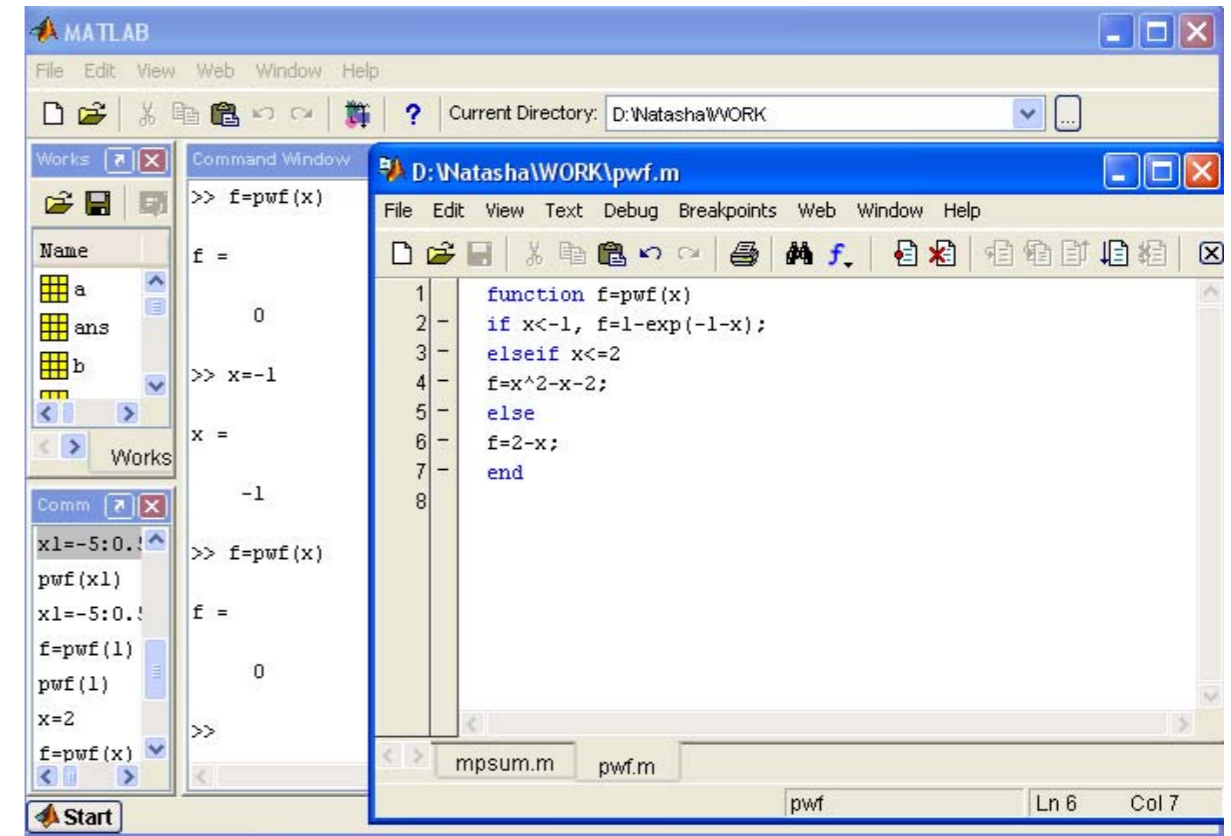 MATLAB
File Edit View Web Window Help
? Current Directory: D:\Natasha\WORK ...
Works
Name
a
ans
b
Works
Comm
x1=-5:0.
pwf(x1)
x1=-5:0.
f=pwf(1)
pwf(1)
x=2
f=pwf(x)
Command Window
>> f=pwf(x)
f =
0
>> x=-1
x =
-1
>> f=pwf(x)
f =
0
>>
D:\Natasha\WORK\pwf.m
File Edit View Text Debug Breakpoints Web Window Help
1 function f=pwf(x)
2 - if x<-1, f=1-exp(-1-x);
3 - elseif x<=2
4 - f=x^2-x-2;
5 - else
6 - f=2-x;
7 - end
8
mpsum.m pwf.m
pwf Ln 6 Col 7
Start